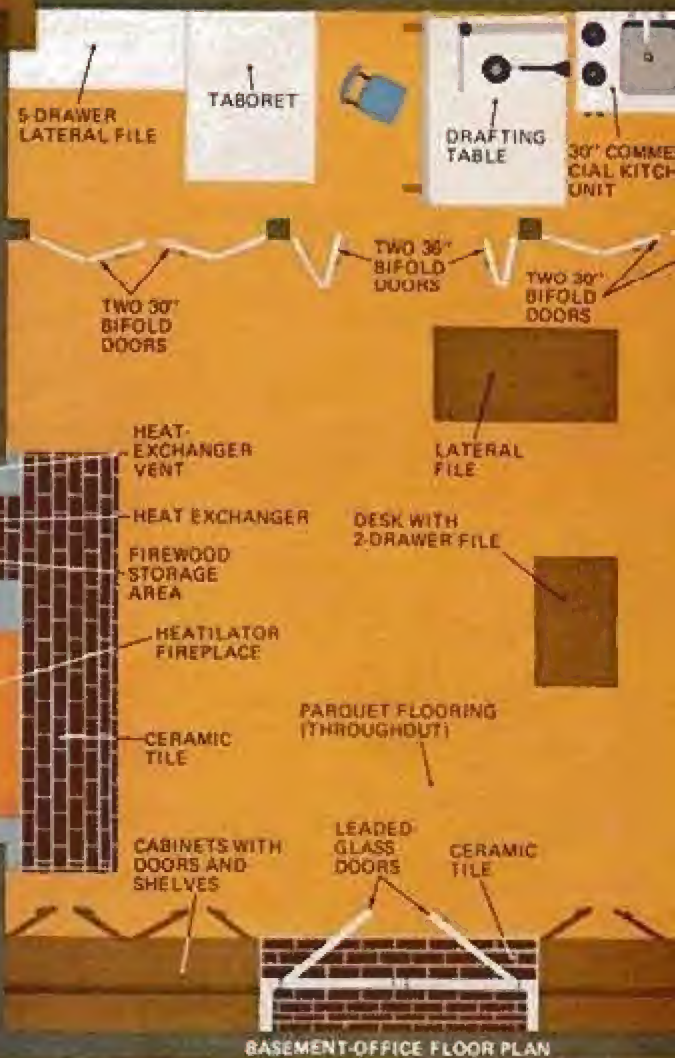 5-DRAWER
LATERAL FILE
TABORET
DRAFTING
TABLE
30" COMME
CIAL KITCH
UNIT
TWO 30"
BIFOLD
DOORS
TWO 36"
BIFOLD
DOORS
TWO 30"
BIFOLD
DOORS
LATERAL
FILE
HEAT-
EXCHANGER
VENT
HEAT EXCHANGER
DESK WITH
2-DRAWER FILE
FIREWOOD
STORAGE
AREA
HEATILATOR
FIREPLACE
PARQUET FLOORING
(THROUGHOUT)
CERAMIC
TILE
CABINETS WITH
DOORS AND
SHELVES
LEADED-
GLASS
DOORS
CERAMIC
TILE
BASEMENT-OFFICE FLOOR PLAN